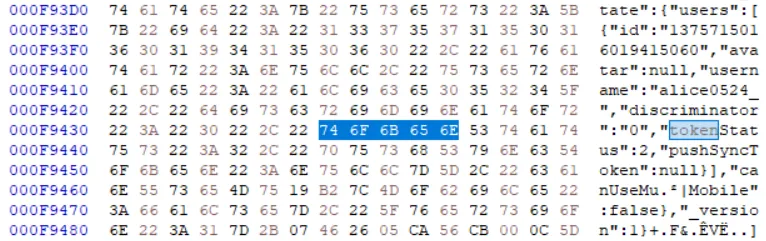 000F93D0 74 61 74 65 22 3A 7B 22 75 73 65 72 73 22 3A 5B tate":{"users":[
000F93E0 7B 22 69 64 22 3A 22 31 33 37 35 37 31 35 30 31 {"id":"137571501
000F93F0 36 30 31 39 34 31 35 30 36 30 22 2C 22 61 76 61 6019415060","ava
000F9400 74 61 72 22 3A 6E 75 6C 6C 2C 22 75 73 65 72 6E tar":null,"usern
000F9410 61 6D 65 22 3A 22 61 6C 69 63 65 30 35 32 34 5F ame":"alice0524_
000F9420 22 2C 22 64 69 73 63 72 69 6D 69 6E 61 74 6F 72 ","discriminator
000F9430 22 3A 22 30 22 2C 22 74 6F 6B 65 6E 53 74 61 74 ":"0","tokenStat
000F9440 75 73 22 3A 32 2C 22 70 75 73 68 53 79 6E 63 54 us":2,"pushSyncT
000F9450 6F 6B 65 6E 22 3A 6E 75 6C 6C 7D 5D 2C 22 63 61 oken":null}],"ca
000F9460 6E 55 73 65 4D 75 19 B2 7C 4D 6F 62 69 6C 65 22 nUseMu.²|Mobile"
000F9470 3A 66 61 6C 73 65 7D 2C 22 5F 76 65 72 73 69 6F :false},"_versio
000F9480 6E 22 3A 31 7D 2B 07 46 26 05 CA 56 CB 00 0C 5D n":1}+.F&.ÊVË..]